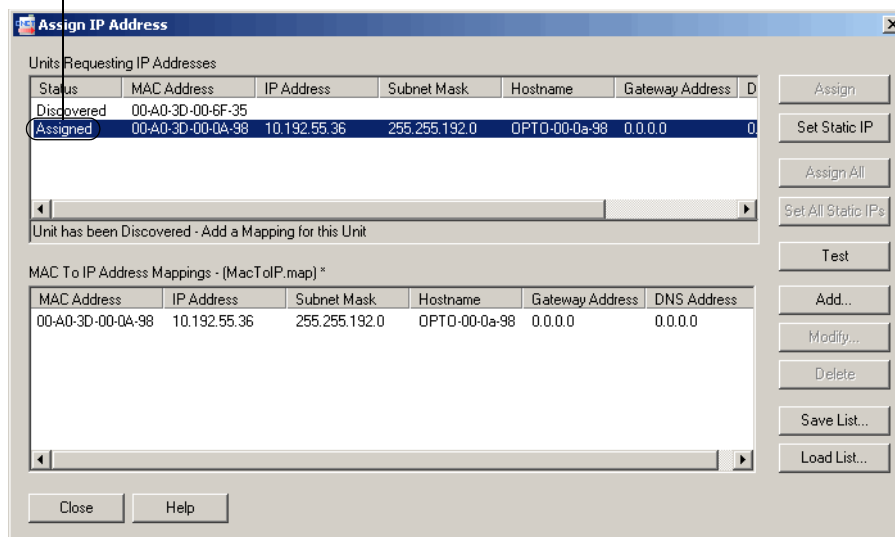 Assign IP Address
Units Requesting IP Addresses
Status MAC Address IP Address Subnet Mask Hostname Gateway Address D
Discovered 00-A0-3D-00-6F-35
Assigned 00-A0-3D-00-0A-98 10.192.55.36 255.255.192.0 OPTO-00-0a-98 0.0.0.0 0.
Unit has been Discovered - Add a Mapping for this Unit
MAC To IP Address Mappings - (MacToIP.map) *
MAC Address IP Address Subnet Mask Hostname Gateway Address DNS Address
00-A0-3D-00-0A-98 10.192.55.36 255.255.192.0 OPTO-00-0a-98 0.0.0.0 0.0.0.0
Assign
Set Static IP
Assign All
Set All Static IPs
Test
Add...
Modify...
Delete
Save List...
Load List...
Close Help